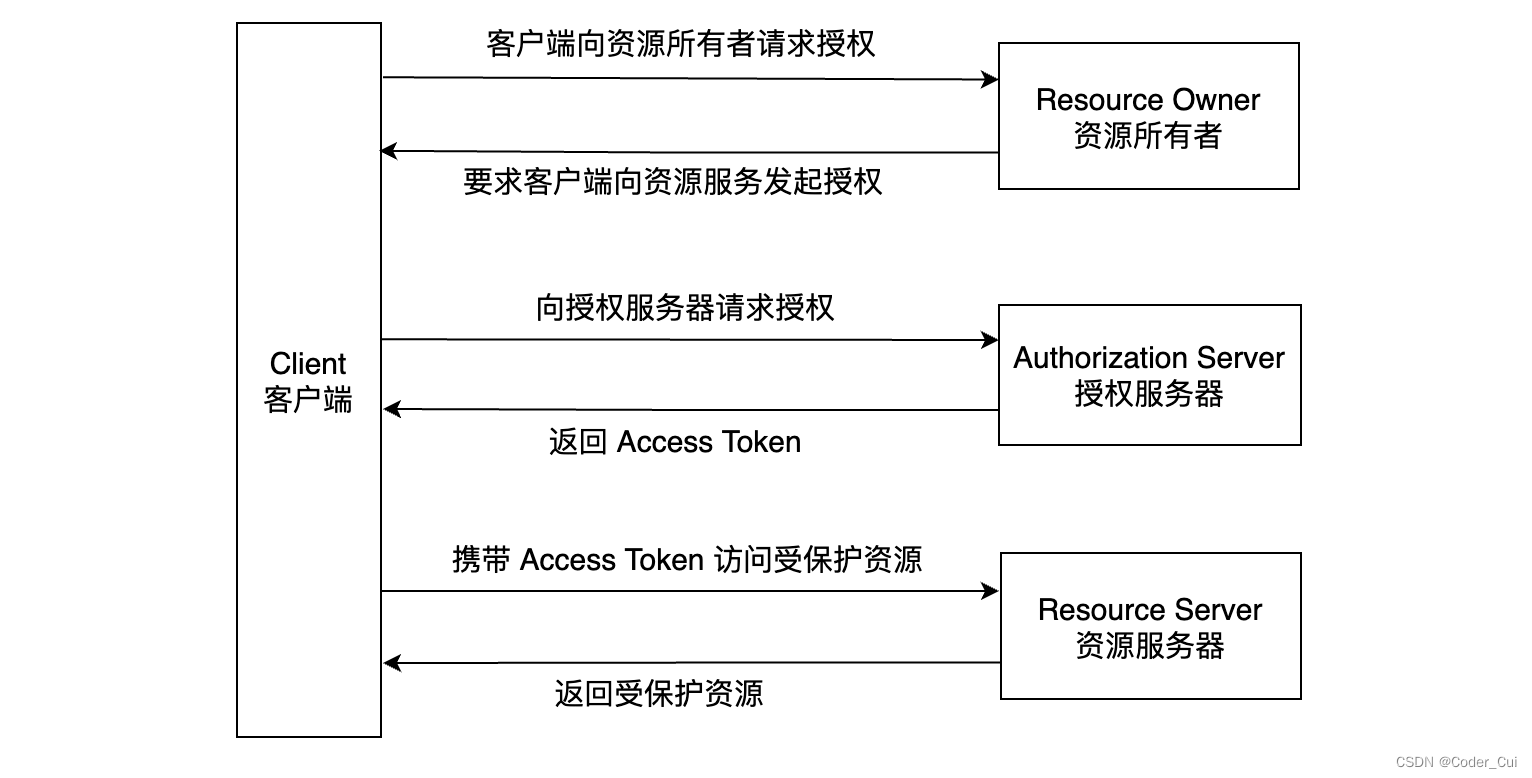 客户端向资源所有者请求授权
Resource Owner
资源所有者
要求客户端向资源服务发起授权
向授权服务器请求授权
Client
客户端
Authorization Server
授权服务器
返回 Access Token
携带 Access Token 访问受保护资源
Resource Server
资源服务器
返回受保护资源
CSDN @Coder_Cui